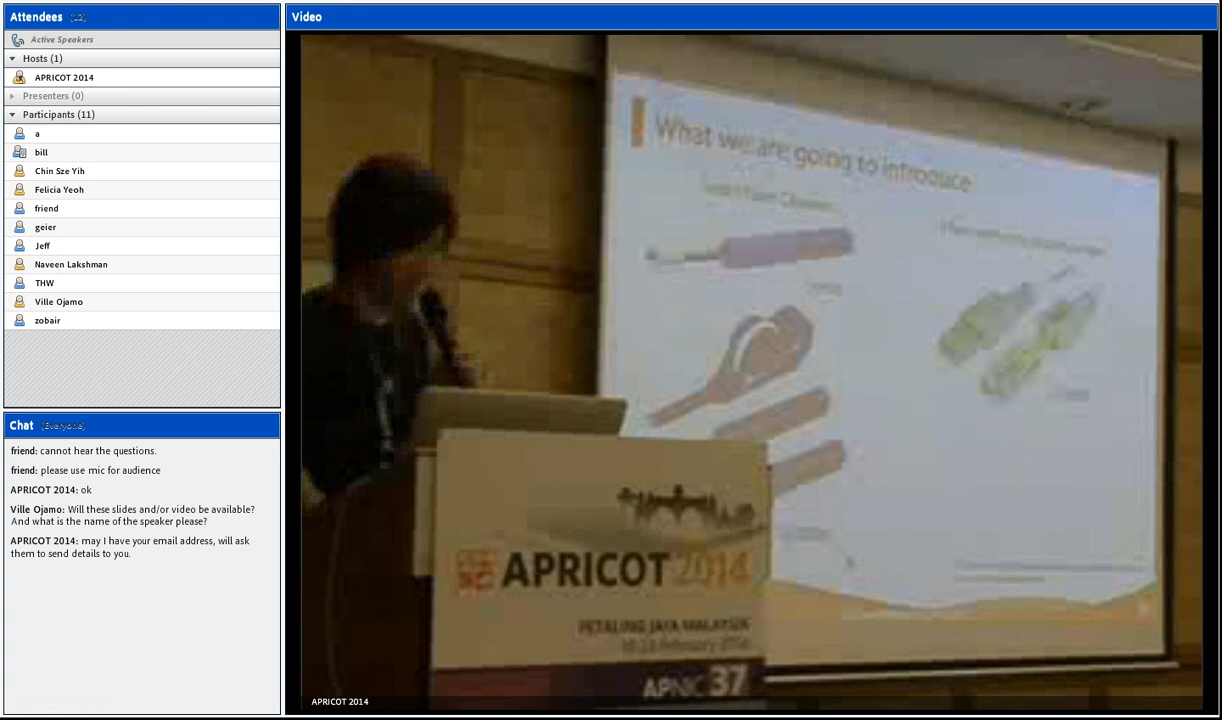 Attendees (12)
Active Speakers
Hosts (1)
APRICOT 2014
Presenters (0)
Participants (11)
a
bill
Chin Sze Yih
Felicia Yeoh
friend
geier
Jeff
Naveen Lakshman
THW
Ville Ojamo
zobair
Chat (Everyone)
friend: cannot hear the questions.
friend: please use mic for audience
APRICOT 2014: ok
Ville Ojamo: Will these slides and/or video be available?
And what is the name of the speaker please?
APRICOT 2014: may I have your email address, will ask
them to send details to you.
Video
What we are going to introduce
APRICOT 2014
PETALING JAYA MALAYSIA
February 2014
APNIC 37
APRICOT 2014